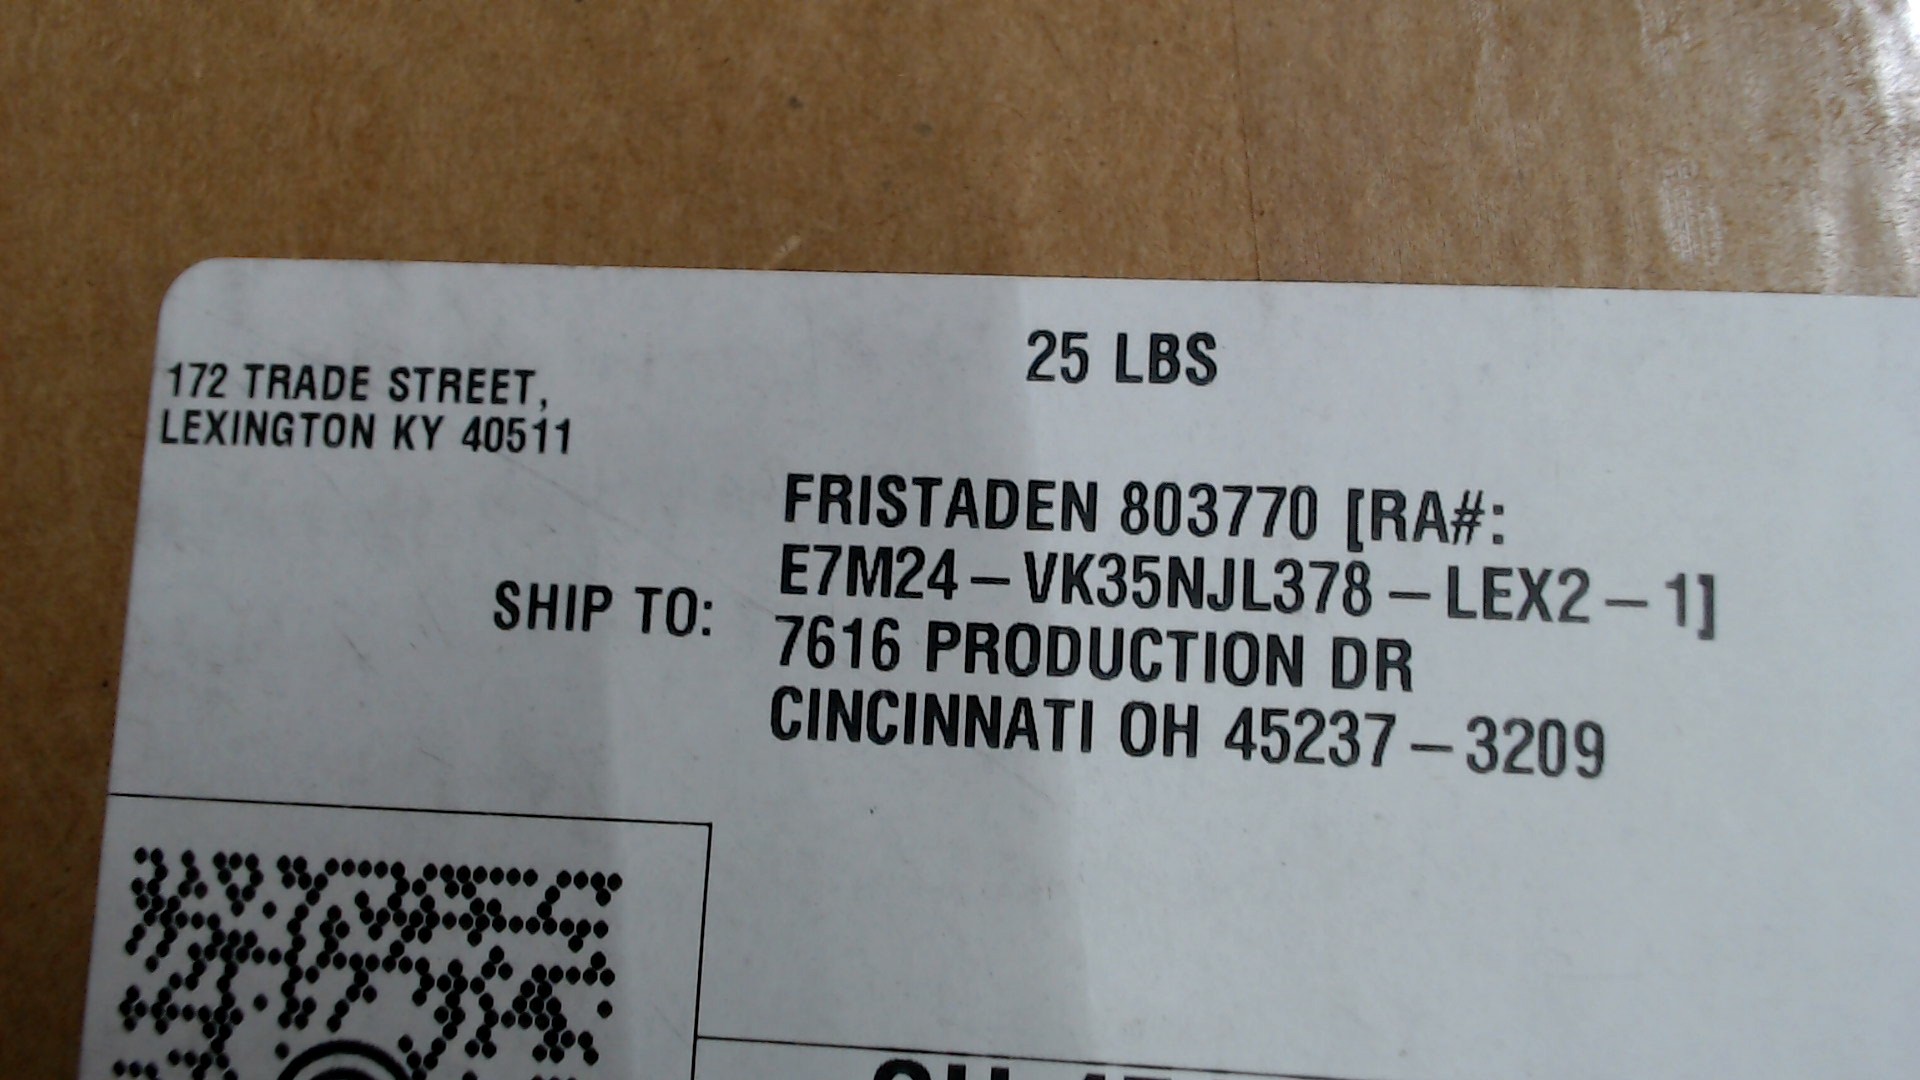 25 LBS
172 TRADE STREET,
LEXINGTON KY 40511
FRISTADEN 803770 [RA#:
E7M24-VK35NJL378-LEX2-1]
SHIP TO:
7616 PRODUCTION DR
CINCINNATI OH 45237-3209